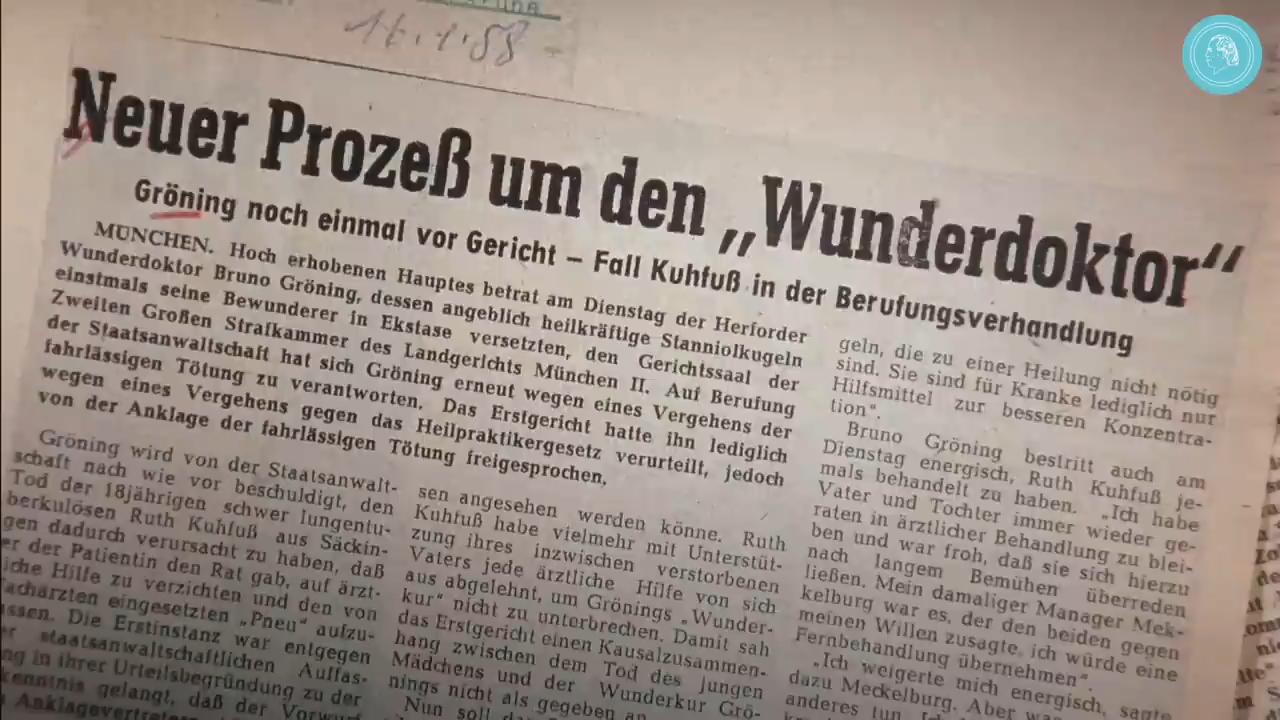 16.1.58
Neuer Prozeß um den „Wunderdoktor“
Gröning noch einmal vor Gericht – Fall Kuhfuß in der Berufungsverhandlung
MÜNCHEN. Hoch erhobenen Hauptes betrat am Dienstag der Herforder
Wunderdoktor Bruno Gröning, dessen angeblich heilkräftige Stanniolkugeln
einstmals seine Bewunderer in Ekstase versetzten, den Gerichtssaal der
Zweiten Großen Strafkammer des Landgerichts München II. Auf Berufung
der Staatsanwaltschaft hat sich Gröning erneut wegen eines Vergehens der
fahrlässigen Tötung zu verantworten. Das Erstgericht hatte ihn lediglich
wegen eines Vergehens gegen das Heilpraktikergesetz verurteilt, jedoch
von der Anklage der fahrlässigen Tötung freigesprochen,
Gröning wird von der Staatsanwalt-
schaft nach wie vor beschuldigt, den
Tod der 18jährigen schwer lungentu-
berkulösen Ruth Kuhfuß aus Säckin-
gen dadurch verursacht zu haben, daß
er der Patientin den Rat gab, auf ärzt-
iche Hilfe zu verzichten und den von
achärzten eingesetzten „Pneu“ aufzu-
ssen. Die Erstinstanz war entgegen
er staatsanwaltschaftlichen Auffas-
ng in ihrer Urteilsbegründung zu der
kenntnis gelangt, daß der Vorwurf
Anklagevertreters
sen angesehen werden könne. Ruth
Kuhfuß habe vielmehr mit Unterstüt-
zung ihres inzwischen verstorbenen
Vaters jede ärztliche Hilfe von sich
aus abgelehnt, um Grönings „Wunder-
kur“ nicht zu unterbrechen. Damit sah
das Erstgericht einen Kausalzusammen-
hang zwischen dem Tod des jungen
Mädchens und der Wunderkur Grö-
nings nicht als gegeben an
Nun soll
geln, die zu einer Heilung nicht nötig
sind. Sie sind für Kranke lediglich nur
Hilfsmittel zur besseren Konzentra-
tion“.
Bruno Gröning bestritt auch am
Dienstag energisch, Ruth Kuhfuß je-
mals behandelt zu haben. „Ich habe
Vater und Tochter immer wieder ge-
raten in ärztlicher Behandlung zu blei-
ben und war froh, daß sie sich hierzu
nach langem Bemühen überreden
ließen. Mein damaliger Manager Mek-
kelburg war es, der den beiden gegen
meinen Willen zusagte, ich würde eine
Fernbehandlung übernehmen“.
„Ich weigerte mich energisch, sagte
dazu Meckelburg. Aber
anderes tun.